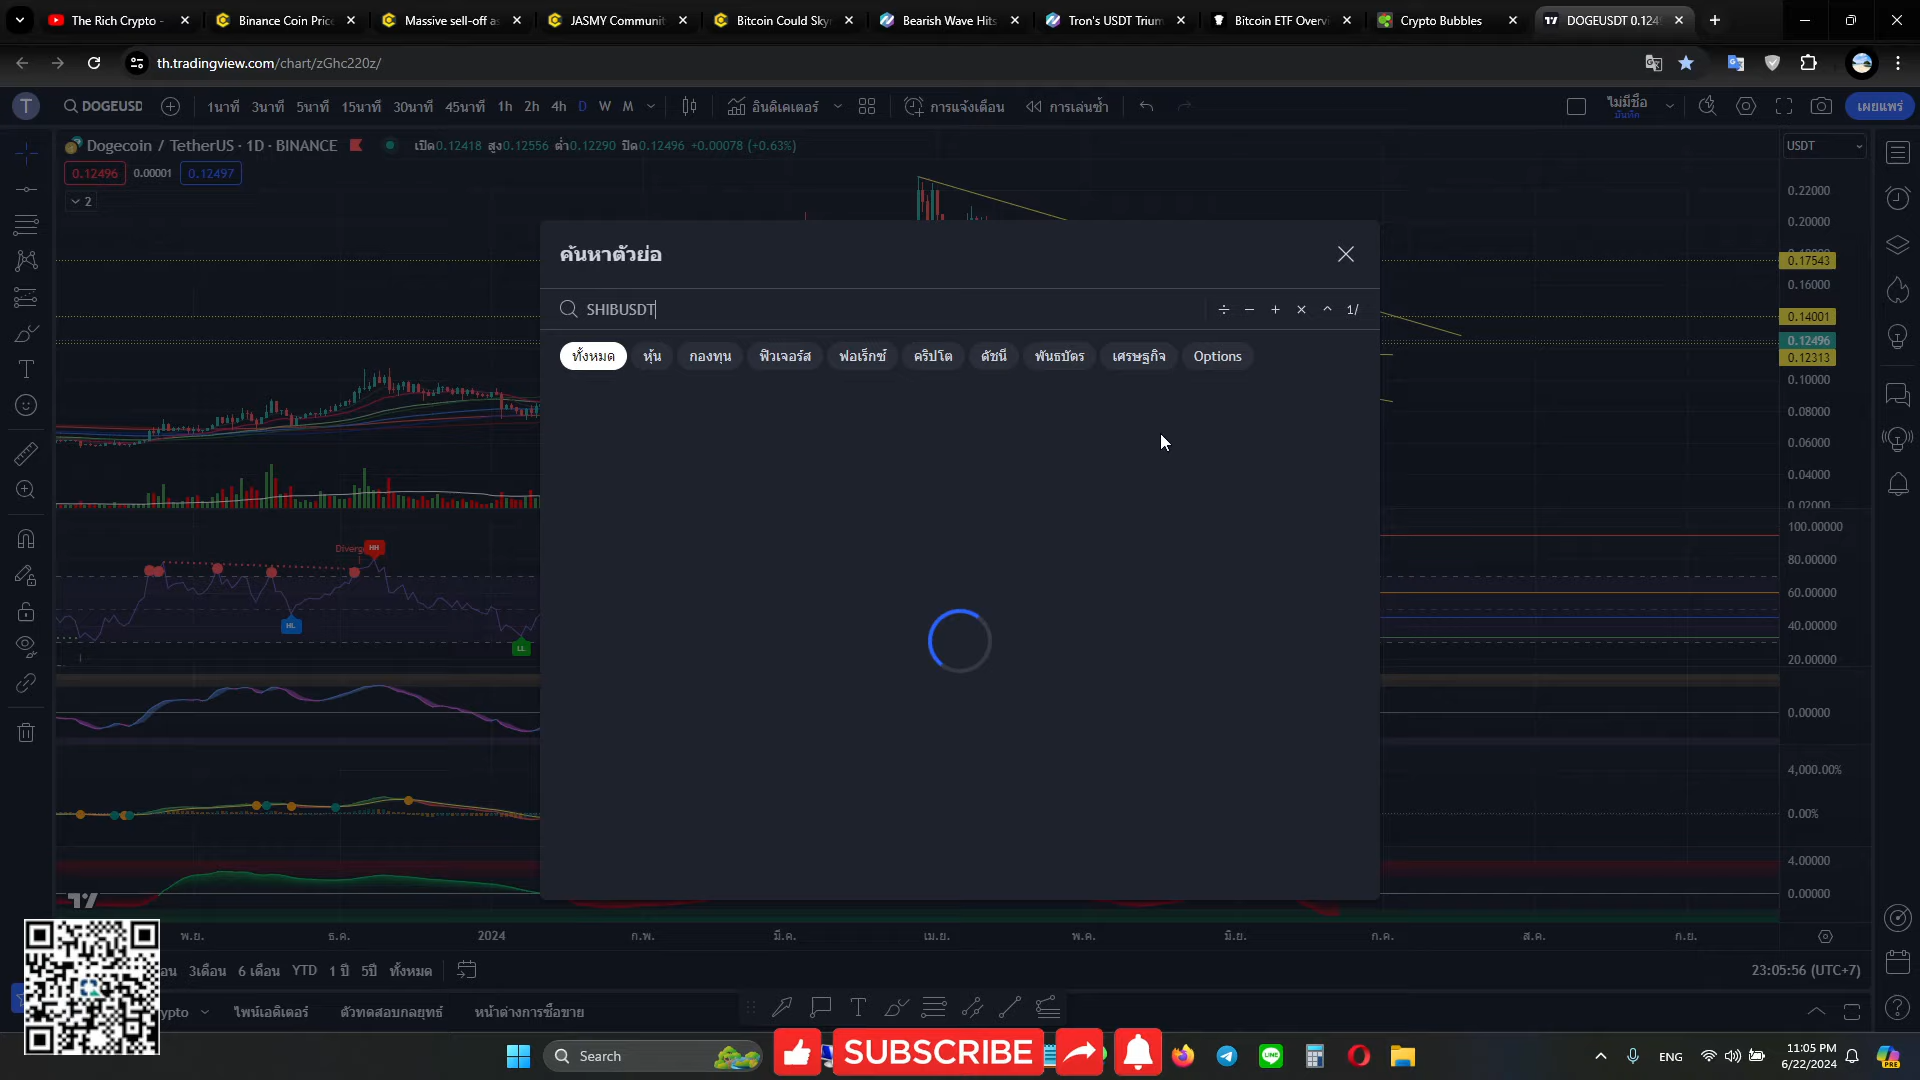 The Rich Crypto -
Binance Coin Pric
Massive sell-off as
JASMY Communit
Bitcoin Could Sky
Bearish Wave Hits
Tron's USDT Trium
Bitcoin ETF Overvi
Crypto Bubbles
DOGEUSDT 0.1249
th.tradingview.com/chart/zGhc220z/
T DOGEUSD 1นาที 3นาที 5นาที 15นาที 30นาที 45นาที 1h 2h 4h D W M อินดิเคเตอร์ การแจ้งเตือน การเล่นซ้ำ ไม่มีชื่อ บันทึก เผยแพร่
Dogecoin / TetherUS · 1D · BINANCE เปิด0.12418 สูง0.12556 ต่ำ0.12290 ปิด0.12496 +0.00078 (+0.63%)
USDT
0.12496 0.00001 0.12497
2
ค้นหาตัวย่อ
SHIBUSDT
1/
ทั้งหมด หุ้น กองทุน ฟิวเจอร์ส ฟอเร็กซ์ คริปโต ดัชนี พันธบัตร เศรษฐกิจ Options
0.22000
0.20000
0.17543
0.16000
0.14001
0.12496
0.12313
0.10000
0.08000
0.06000
0.04000
0.02000
100.00000
80.00000
60.00000
40.00000
20.00000
0.00000
4,000.00%
0.00%
4.00000
0.00000
Diverg HH
HL
LL
พ.ย. ธ.ค. 2024 ก.พ. มี.ค. เม.ย. พ.ค. มิ.ย. ก.ค. ส.ค. ก.ย.
3เดือน 6 เดือน YTD 1 ปี 5ปี ทั้งหมด
23:05:56 (UTC+7)
ypto ไพน์เอดิเตอร์ ตัวทดสอบกลยุทธ์ หน้าต่างการซื้อขาย
Search
SUBSCRIBE
ENG
11:05 PM
6/22/2024
PRE